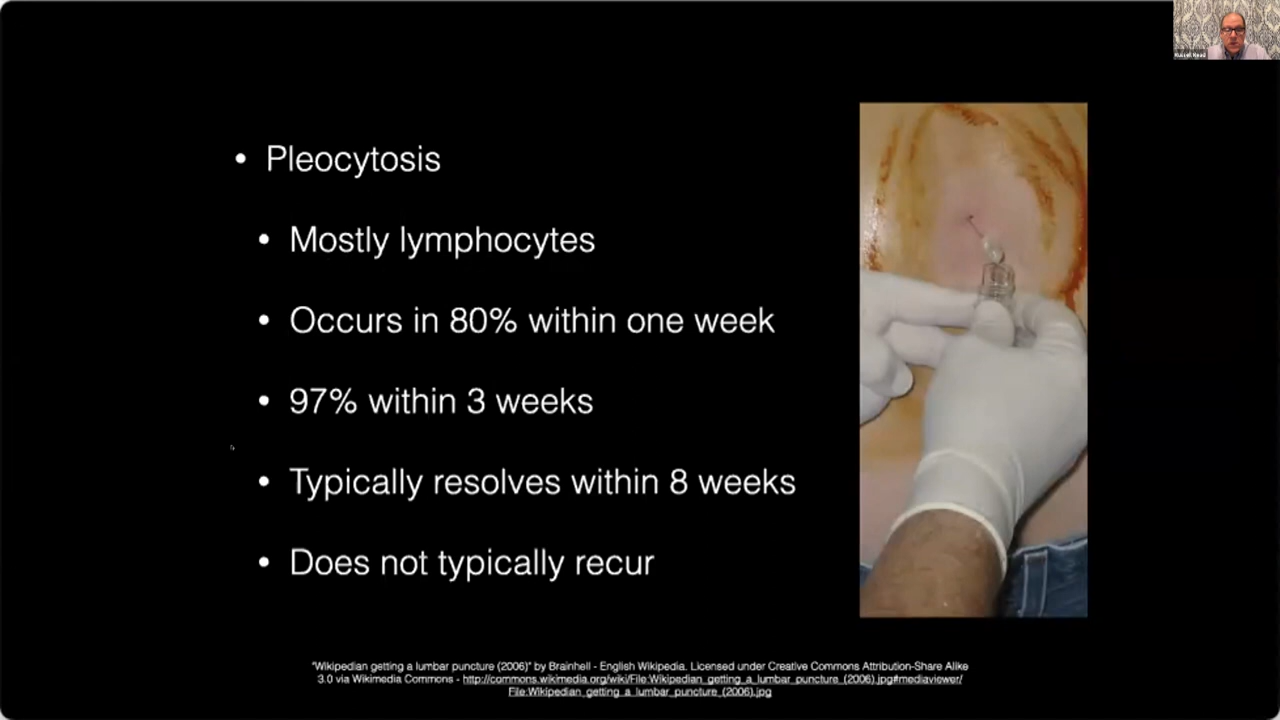 Russell Read
• Pleocytosis
• Mostly lymphocytes
• Occurs in 80% within one week
• 97% within 3 weeks
• Typically resolves within 8 weeks
• Does not typically recur
"Wikipedian getting a lumbar puncture (2006)" by Brainhell - English Wikipedia. Licensed under Creative Commons Attribution-Share Alike
3.0 via Wikimedia Commons - http://commons.wikimedia.org/wiki/File:Wikipedian_getting_a_lumbar_puncture_(2006).jpg#mediaviewer/
File:Wikipedian_getting_a_lumbar_puncture_(2006).jpg